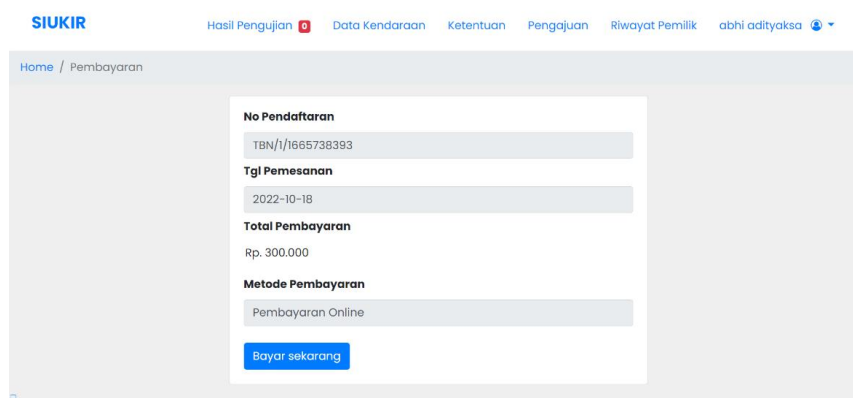 SIUKIR
Hasil Pengujian 0 Data Kendaraan Ketentuan Pengajuan Riwayat Pemilik abhi adityaksa
Home / Pembayaran
No Pendaftaran
TBN/1/1665738393
Tgl Pemesanan
2022-10-18
Total Pembayaran
Rp. 300.000
Metode Pembayaran
Pembayaran Online
Bayar sekarang